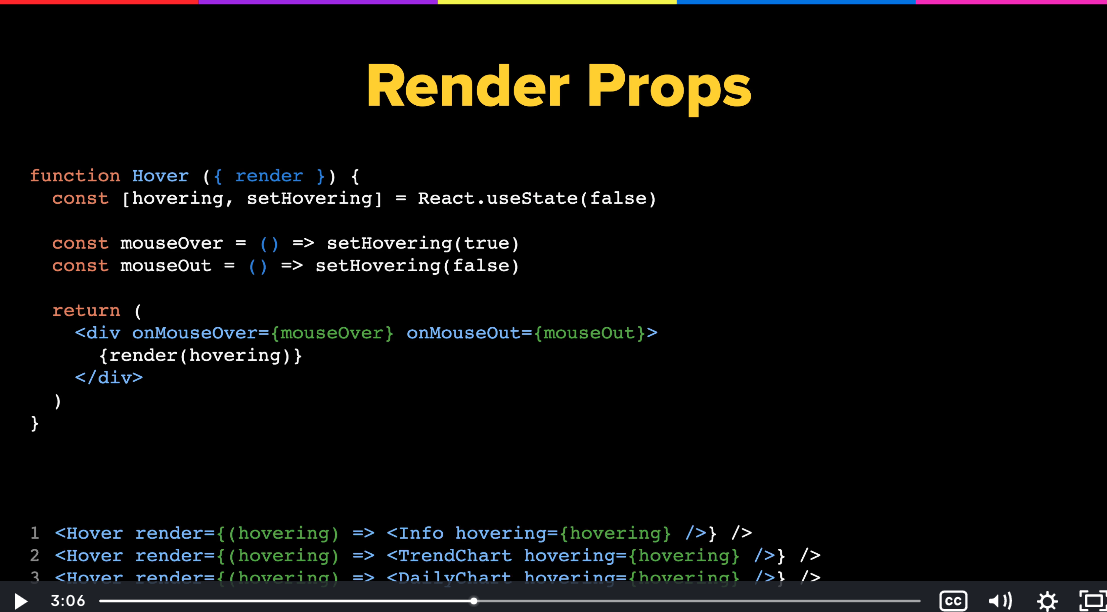 Render Props
function Hover ({ render }) {
  const [hovering, setHovering] = React.useState(false)
  const mouseOver = () => setHovering(true)
  const mouseOut = () => setHovering(false)
  return (
    <div onMouseOver={mouseOver} onMouseOut={mouseOut}>
      {render(hovering)}
    </div>
  )
}
1 <Hover render={(hovering) => <Info hovering={hovering} />} />
2 <Hover render={(hovering) => <TrendChart hovering={hovering} />} />
3 <Hover render={(hovering) => <DailyChart hovering={hovering} />} />
3:06
CC